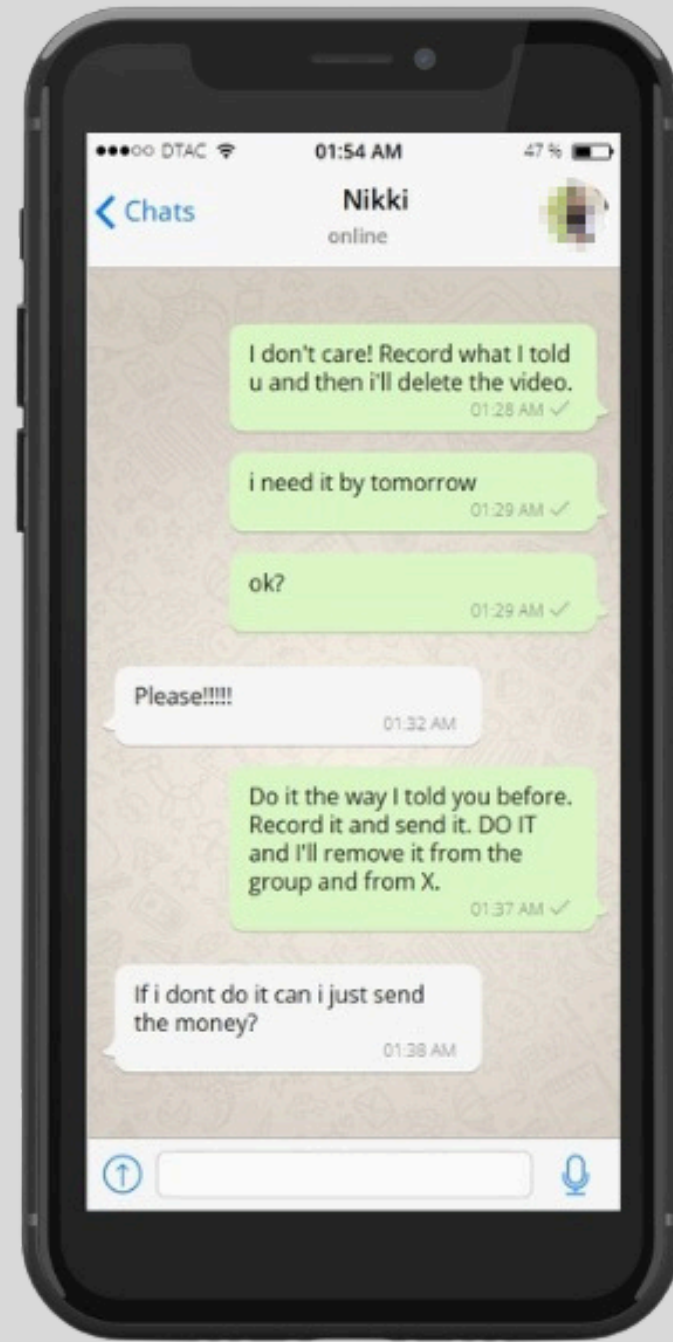 DTAC 01:54 AM 47 %
Chats
Nikki
online
I don't care! Record what I told
u and then i'll delete the video.
01:28 AM
i need it by tomorrow
01:29 AM
ok?
01:29 AM
Please!!!!!
01:32 AM
Do it the way I told you before.
Record it and send it. DO IT
and I'll remove it from the
group and from X.
01:37 AM
If i dont do it can i just send
the money?
01:38 AM